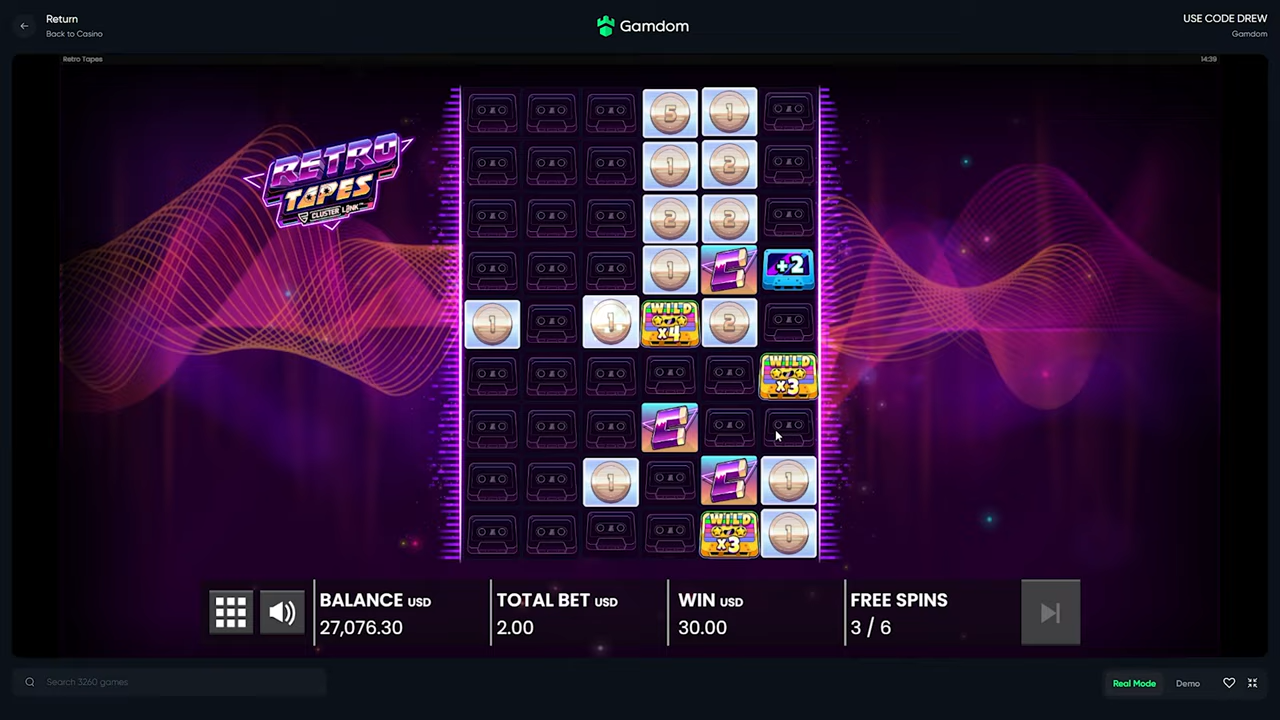 Return
Back to Casino
Gamdom
USE CODE DREW
Gamdom
Retro Tapes
14:39
RETRO
TAPES
CLUSTER LINK
5 1
1 2
2 2
1 C +2
1 1 WILD x4 2
WILD x3
C
1 C 1
WILD x3 1
BALANCE USD
27,076.30
TOTAL BET USD
2.00
WIN USD
30.00
FREE SPINS
3 / 6
Search 3260 games
Real Mode
Demo